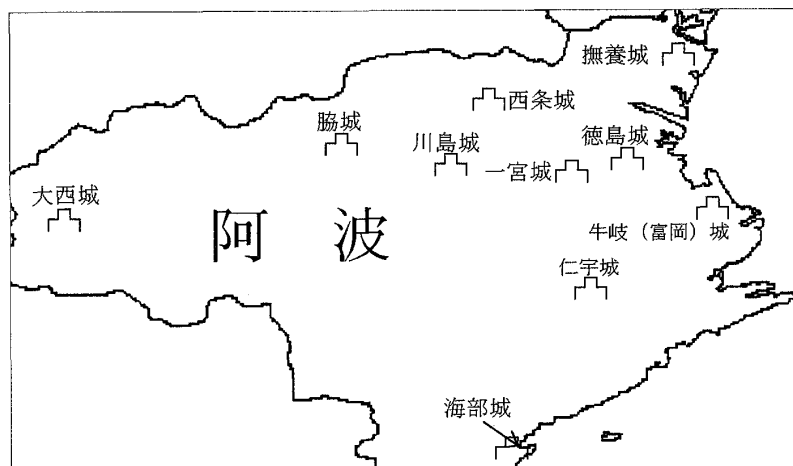 撫養城
西条城
脇城
川島城
徳島城
一宮城
大西城
阿波
牛岐（富岡）城
仁宇城
海部城